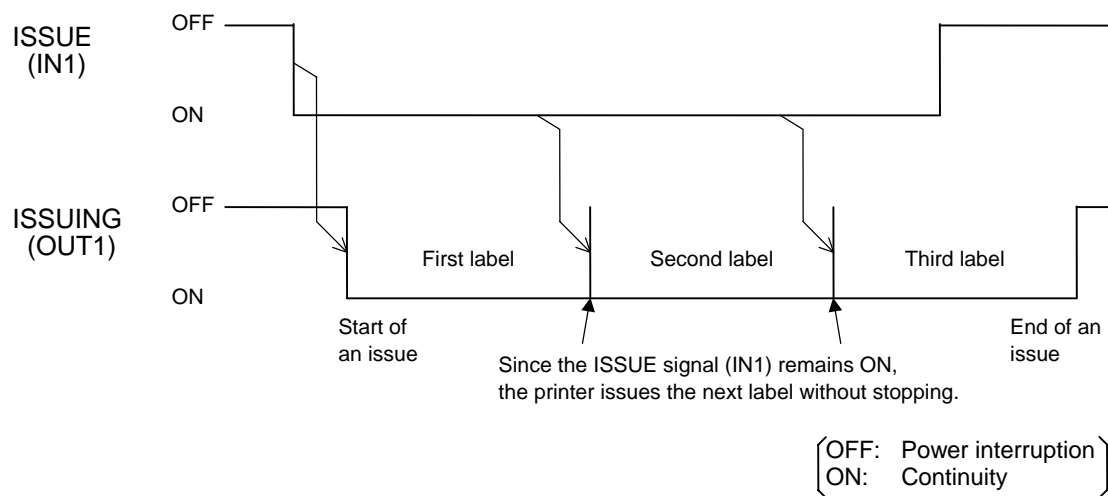 ISSUE
(IN1)
OFF
ON
ISSUING
(OUT1)
OFF
ON
First label
Second label
Third label
Start of
an issue
Since the ISSUE signal (IN1) remains ON,
the printer issues the next label without stopping.
End of an
issue
OFF: Power interruption
ON: Continuity